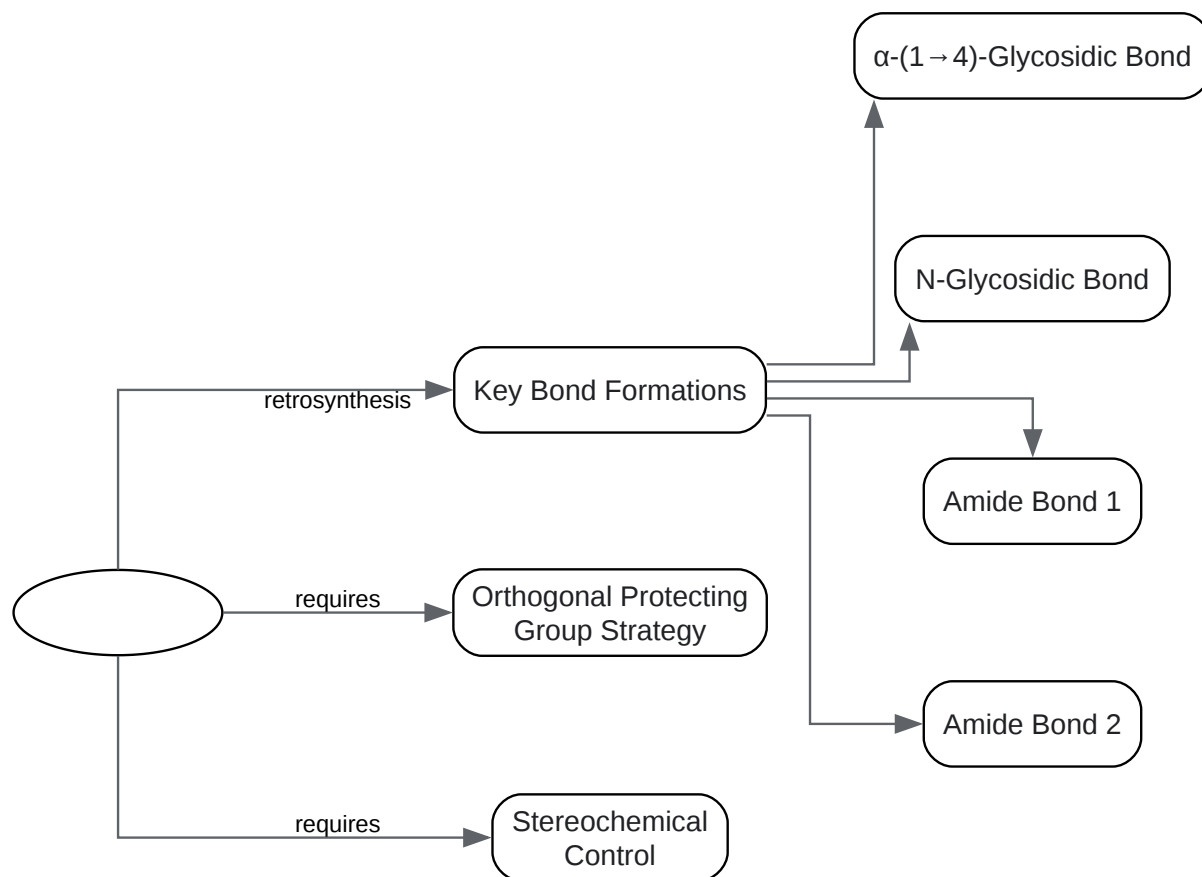 α-(1→4)-Glycosidic Bond
N-Glycosidic Bond
retrosynthesis
Key Bond Formations
Amide Bond 1
requires
Orthogonal Protecting
Group Strategy
Amide Bond 2
requires
Stereochemical
Control